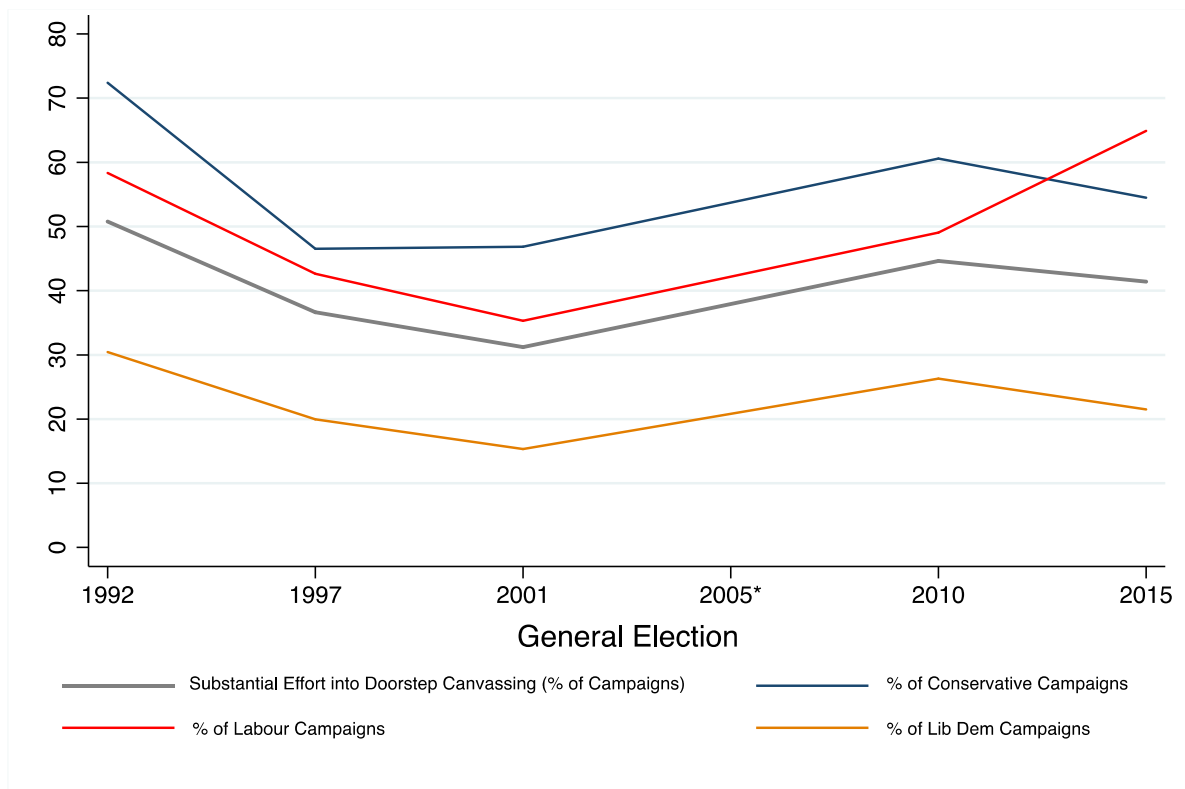 80
70
60
50
40
30
20
10
0
1992 1997 2001 2005* 2010 2015
General Election
Substantial Effort into Doorstep Canvassing (% of Campaigns) % of Conservative Campaigns
% of Labour Campaigns % of Lib Dem Campaigns